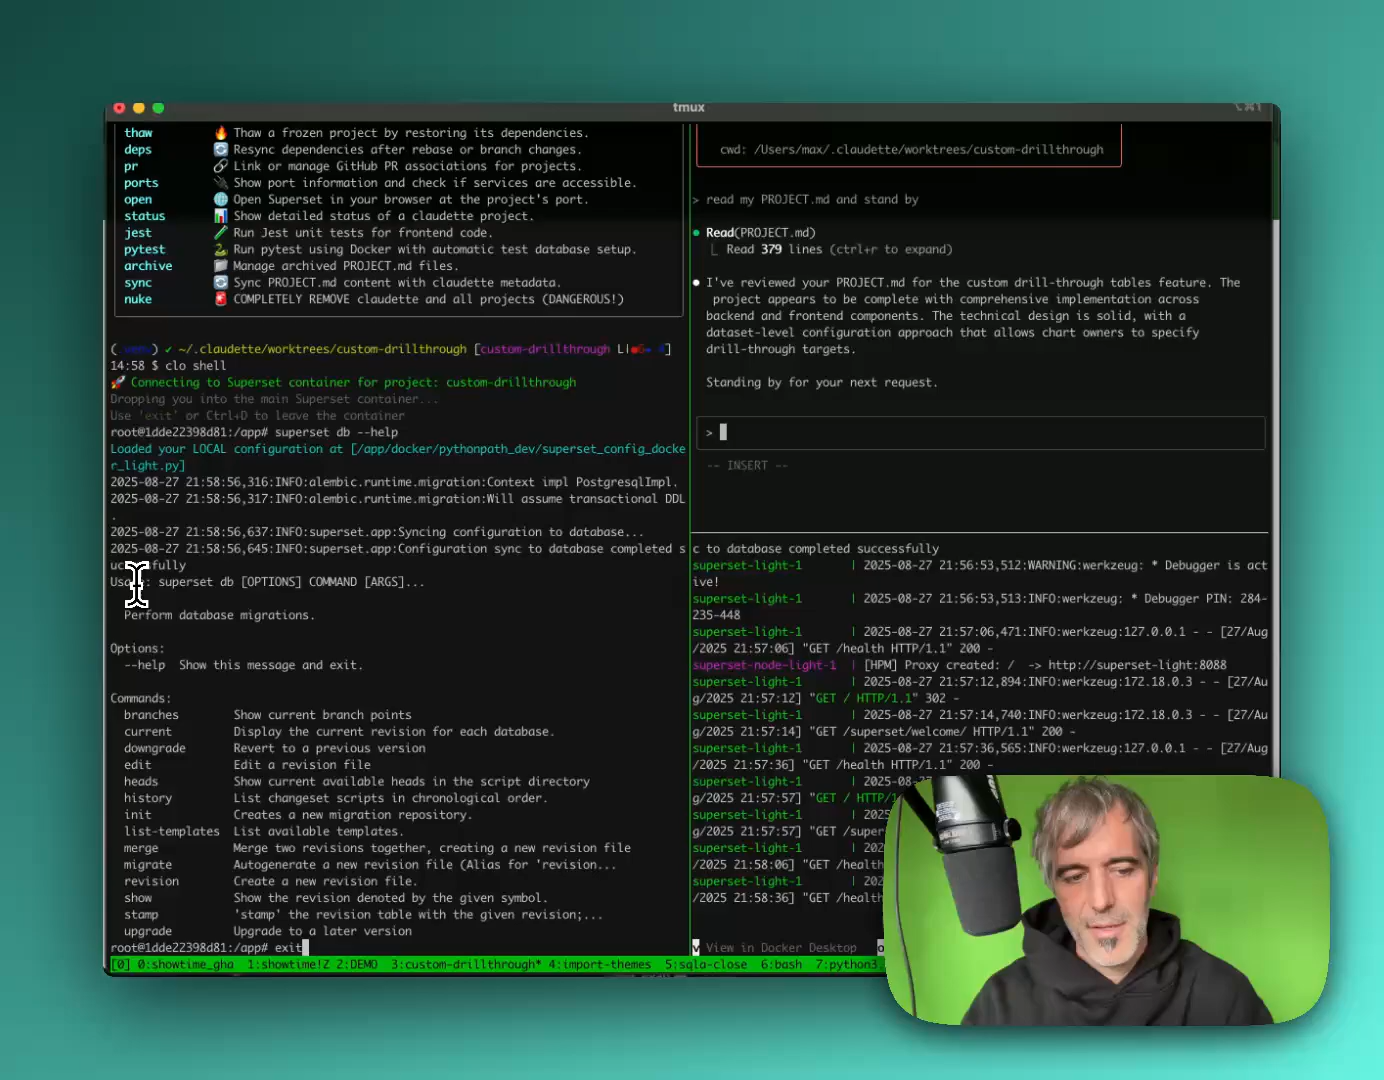 tmux
thaw 🔥 Thaw a frozen project by restoring its dependencies.
deps 🔄 Resync dependencies after rebase or branch changes.
pr 🔗 Link or manage GitHub PR associations for projects.
ports 🔌 Show port information and check if services are accessible.
open 🌐 Open Superset in your browser at the project's port.
status 📊 Show detailed status of a claudette project.
jest 🧪 Run Jest unit tests for frontend code.
pytest 🐍 Run pytest using Docker with automatic test database setup.
archive 📁 Manage archived PROJECT.md files.
sync 🔄 Sync PROJECT.md content with claudette metadata.
nuke 🚨 COMPLETELY REMOVE claudette and all projects (DANGEROUS!)
✓ ~/.claudette/worktrees/custom-drillthrough [custom-drillthrough
14:58 $ clo shell
🚀 Connecting to Superset container for project: custom-drillthrough
Dropping you into the main Superset container...
Use 'exit' or Ctrl+D to leave the container
root@1dde22398d81:/app# superset db --help
Loaded your LOCAL configuration at [/app/docker/pythonpath_dev/superset_config_docke
r_light.py]
2025-08-27 21:58:56,316:INFO:alembic.runtime.migration:Context impl PostgresqlImpl.
2025-08-27 21:58:56,317:INFO:alembic.runtime.migration:Will assume transactional DDL
.
2025-08-27 21:58:56,637:INFO:superset.app:Syncing configuration to database...
2025-08-27 21:58:56,645:INFO:superset.app:Configuration sync to database completed s
superset db [OPTIONS] COMMAND [ARGS]...
Perform database migrations.
Options:
--help Show this message and exit.
Commands:
branches Show current branch points
current Display the current revision for each database.
downgrade Revert to a previous version
edit Edit a revision file
heads Show current available heads in the script directory
history List changeset scripts in chronological order.
init Creates a new migration repository.
list-templates List available templates.
merge Merge two revisions together, creating a new revision file
migrate Autogenerate a new revision file (Alias for 'revision...
revision Create a new revision file.
show Show the revision denoted by the given symbol.
stamp 'stamp' the revision table with the given revision;...
upgrade Upgrade to a later version
root@1dde22398d81:/app# exit
cwd: /Users/max/.claudette/worktrees/custom-drillthrough
> read my PROJECT.md and stand by
Read(PROJECT.md)
Read 379 lines (ctrl+r to expand)
I've reviewed your PROJECT.md for the custom drill-through tables feature. The
project appears to be complete with comprehensive implementation across
backend and frontend components. The technical design is solid, with a
dataset-level configuration approach that allows chart owners to specify
drill-through targets.
Standing by for your next request.
>
-- INSERT --
c to database completed successfully
superset-light-1 | 2025-08-27 21:56:53,512:WARNING:werkzeug: * Debugger is act
ive!
superset-light-1 | 2025-08-27 21:56:53,513:INFO:werkzeug: * Debugger PIN: 284-
235-448
superset-light-1 | 2025-08-27 21:57:06,471:INFO:werkzeug:127.0.0.1 - - [27/Aug
/2025 21:57:06] "GET /health HTTP/1.1" 200 -
superset-node-light-1 | [HPM] Proxy created: / -> http://superset-light:8088
superset-light-1 | 2025-08-27 21:57:12,894:INFO:werkzeug:172.18.0.3 - - [27/Au
g/2025 21:57:12] "GET / HTTP/1.1" 302 -
superset-light-1 | 2025-08-27 21:57:14,740:INFO:werkzeug:172.18.0.3 - - [27/Au
g/2025 21:57:14] "GET /superset/welcome/ HTTP/1.1" 200 -
superset-light-1 | 2025-08-27 21:57:36,565:INFO:werkzeug:127.0.0.1 - - [27/Aug
/2025 21:57:36] "GET /health HTTP/1.1" 200 -
superset-light-1 | 2025-08-
g/2025 21:57:57] "GET / HTTP/1
superset-light-1 | 202
g/2025 21:57:57] "GET /super
superset-light-1 | 202
/2025 21:58:06] "GET /health
superset-light-1 | 202
/2025 21:58:36] "GET /health
v View in Docker Desktop o
[0] 0:showtime_gha 1:showtime!Z 2:DEMO 3:custom-drillthrough* 4:import-themes 5:sqla-close 6:bash 7:python3.